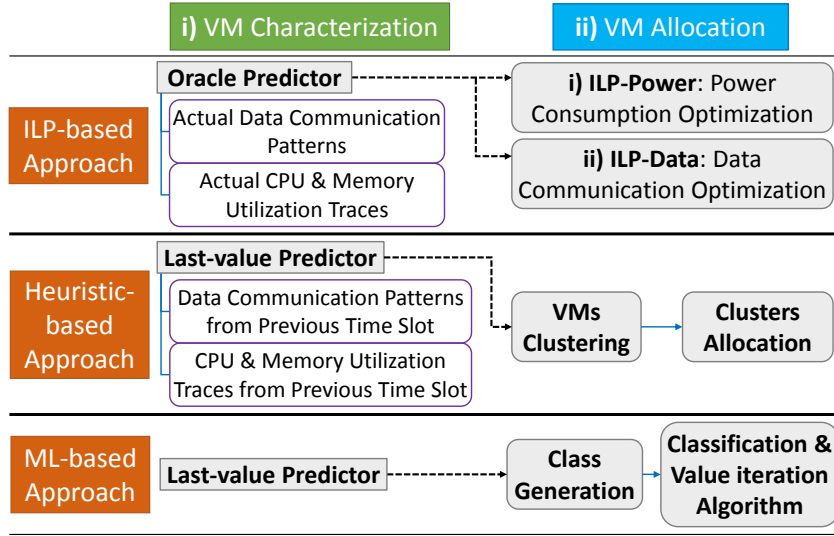 i) VM Characterization
ii) VM Allocation
ILP-based
Approach
Oracle Predictor
Actual Data Communication
Patterns
Actual CPU & Memory
Utilization Traces
i) ILP-Power: Power
Consumption Optimization
ii) ILP-Data: Data
Communication Optimization
Heuristic-
based
Approach
Last-value Predictor
Data Communication Patterns
from Previous Time Slot
CPU & Memory Utilization
Traces from Previous Time Slot
VMs
Clustering
Clusters
Allocation
ML-based
Approach
Last-value Predictor
Class
Generation
Classification &
Value iteration
Algorithm